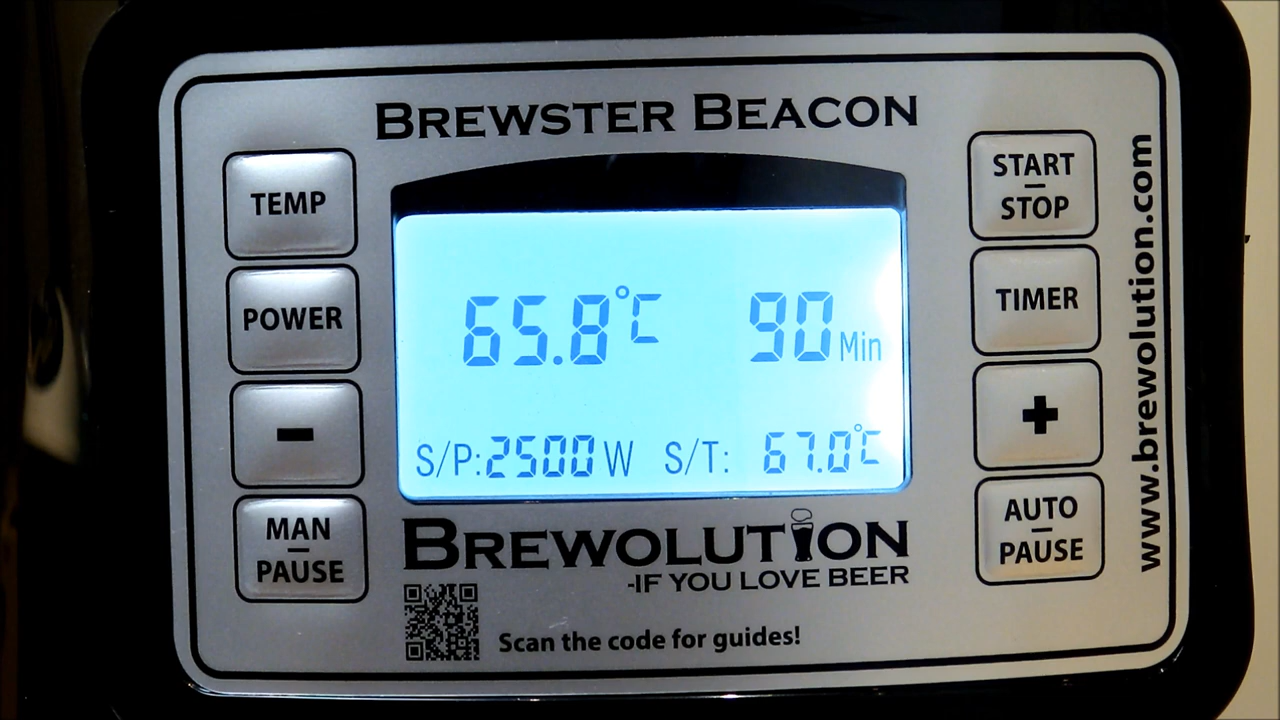 BREWSTER BEACON
TEMP
POWER
-
MAN
PAUSE
65.8°C 90 Min
S/P:2500 W S/T: 67.0°C
START
STOP
TIMER
+
AUTO
PAUSE
www.brewolution.com
BREWOLUTION
-IF YOU LOVE BEER
Scan the code for guides!